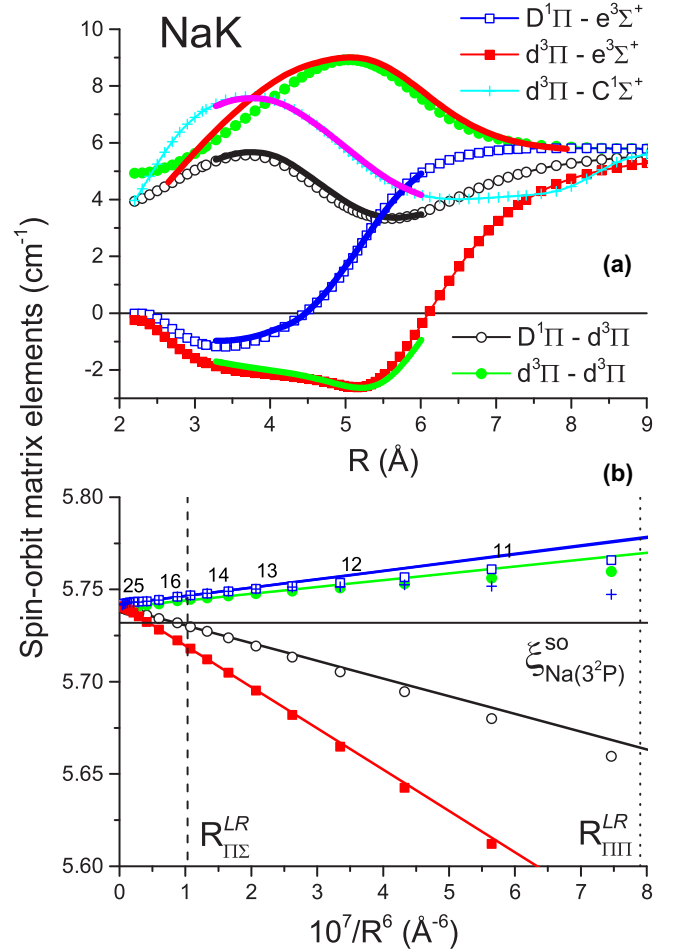 NaK
D¹Π - e³Σ⁺
d³Π - e³Σ⁺
d³Π - C¹Σ⁺
10
8
6
4
2
0
-2
(a)
D¹Π - d³Π
d³Π - d³Π
2 3 4 5 6 7 8 9
R (Å)
Spin-orbit matrix elements (cm⁻¹)
(b)
5.80
5.75
5.70
5.65
5.60
25 16 14 13 12 11
ξ^so_Na(3²P)
R^LR_ΠΣ
R^LR_ΠΠ
0 1 2 3 4 5 6 7 8
10⁷/R⁶ (Å⁻⁶)